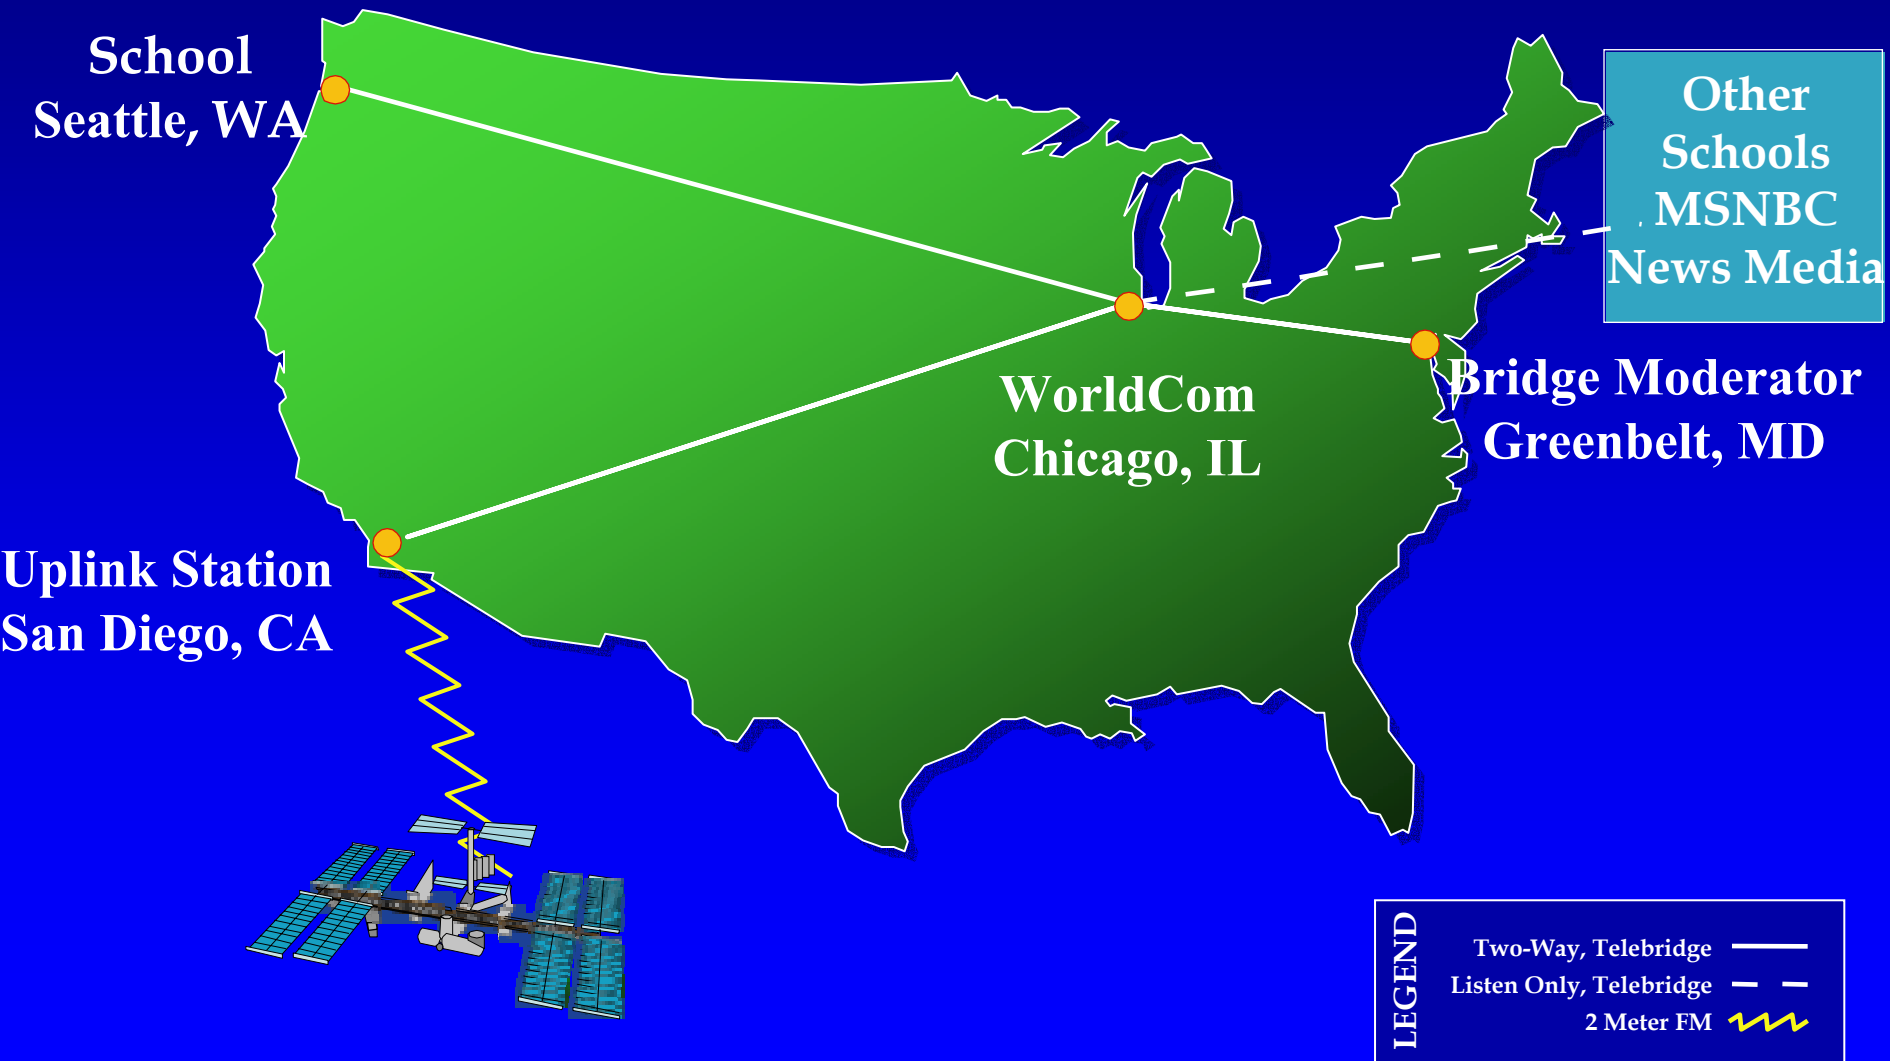 School
Seattle, WA
Other
Schools
MSNBC
News Media
WorldCom
Chicago, IL
Bridge Moderator
Greenbelt, MD
Uplink Station
San Diego, CA
LEGEND
Two-Way, Telebridge
Listen Only, Telebridge
2 Meter FM